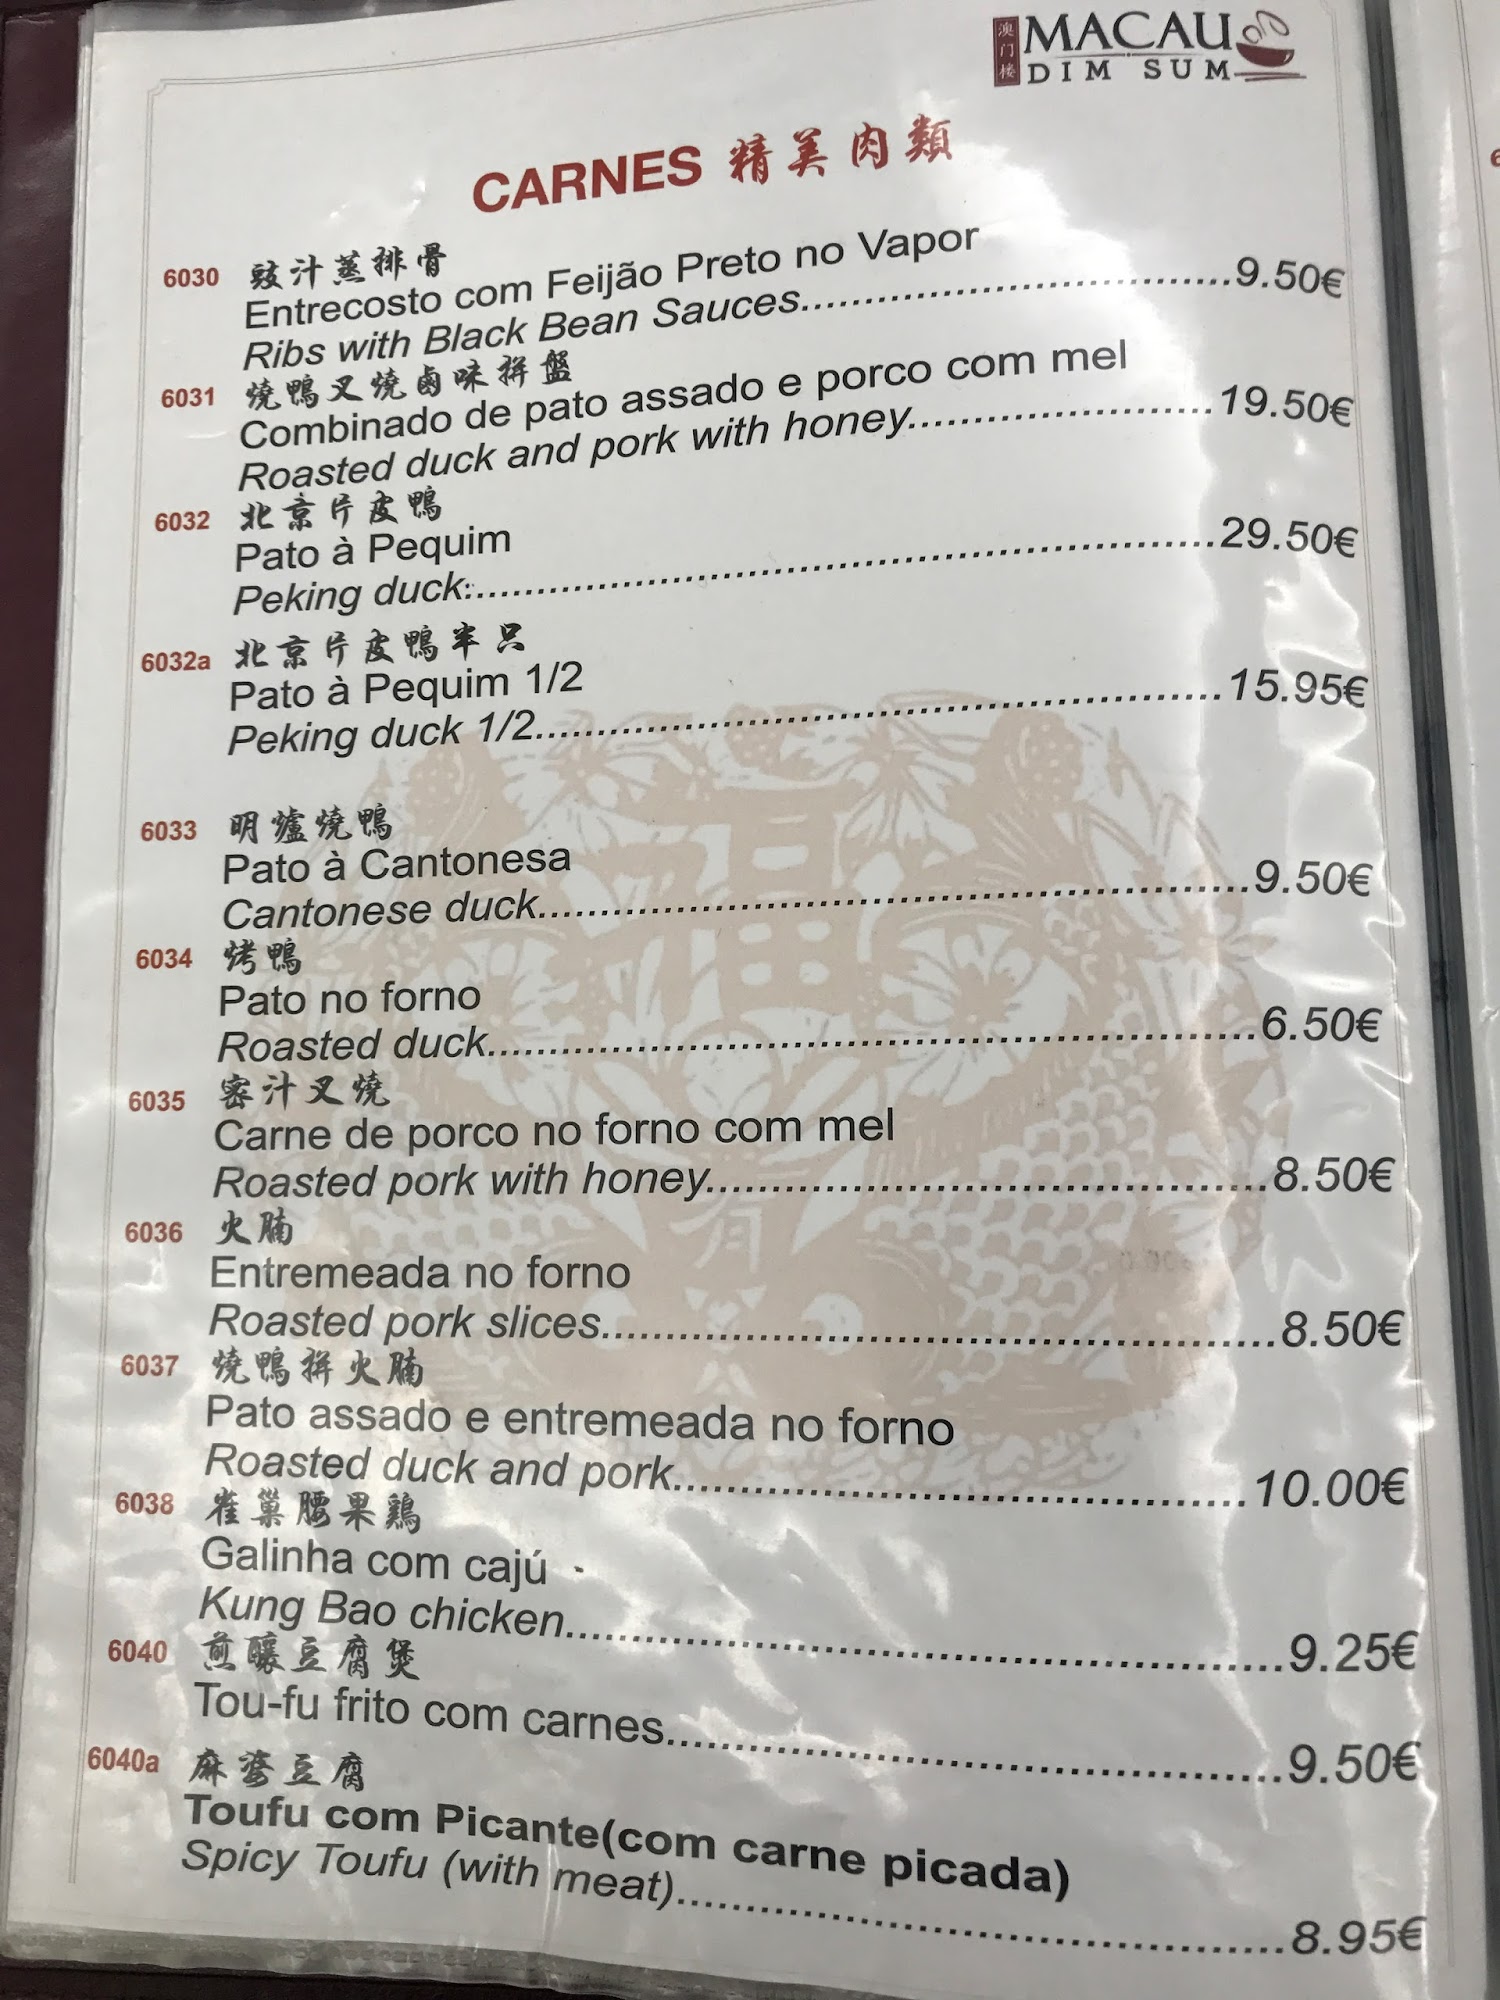 澳门楼
MACAU
DIM SUM
CARNES 精美肉類
6030 豉汁蒸排骨
Entrecosto com Feijão Preto no Vapor
Ribs with Black Bean Sauces..............................9.50€
6031 燒鴨叉燒鹵味拼盤
Combinado de pato assado e porco com mel
Roasted duck and pork with honey......................19.50€
6032 北京片皮鴨
Pato à Pequim
Peking duck:..............................29.50€
6032a 北京片皮鴨半只
Pato à Pequim 1/2
Peking duck 1/2..............................15.95€
6033 明爐燒鴨
Pato à Cantonesa
Cantonese duck..............................9.50€
6034 烤鴨
Pato no forno
Roasted duck..............................6.50€
6035 密汁叉燒
Carne de porco no forno com mel
Roasted pork with honey..............................8.50€
6036 火腩
Entremeada no forno
Roasted pork slices..............................8.50€
6037 燒鴨拼火腩
Pato assado e entremeada no forno
Roasted duck and pork..............................10.00€
6038 雀巢腰果鶏
Galinha com cajú
Kung Bao chicken..............................9.25€
6040 煎釀豆腐煲
Tou-fu frito com carnes..............................9.50€
6040a 麻婆豆腐
Toufu com Picante(com carne picada)
Spicy Toufu (with meat)..............................8.95€